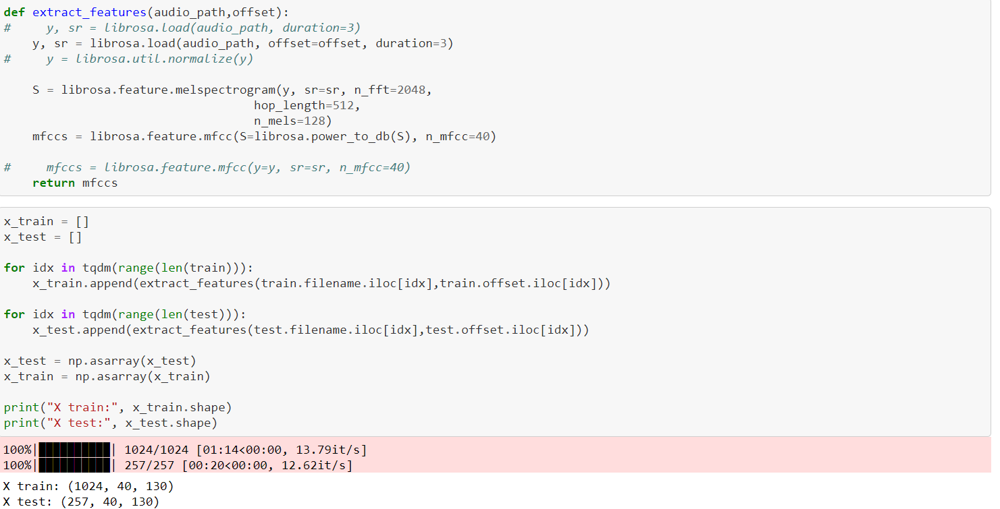 def extract_features(audio_path,offset):
#     y, sr = librosa.load(audio_path, duration=3)
    y, sr = librosa.load(audio_path, offset=offset, duration=3)
#     y = librosa.util.normalize(y)
    S = librosa.feature.melspectrogram(y, sr=sr, n_fft=2048,
                                   hop_length=512,
                                   n_mels=128)
    mfccs = librosa.feature.mfcc(S=librosa.power_to_db(S), n_mfcc=40)
#     mfccs = librosa.feature.mfcc(y=y, sr=sr, n_mfcc=40)
    return mfccs
x_train = []
x_test = []
for idx in tqdm(range(len(train))):
    x_train.append(extract_features(train.filename.iloc[idx],train.offset.iloc[idx]))
for idx in tqdm(range(len(test))):
    x_test.append(extract_features(test.filename.iloc[idx],test.offset.iloc[idx]))
x_test = np.asarray(x_test)
x_train = np.asarray(x_train)
print("X train:", x_train.shape)
print("X test:", x_test.shape)
100%|██████████| 1024/1024 [01:14<00:00, 13.79it/s]
100%|██████████| 257/257 [00:20<00:00, 12.62it/s]
X train: (1024, 40, 130)
X test: (257, 40, 130)